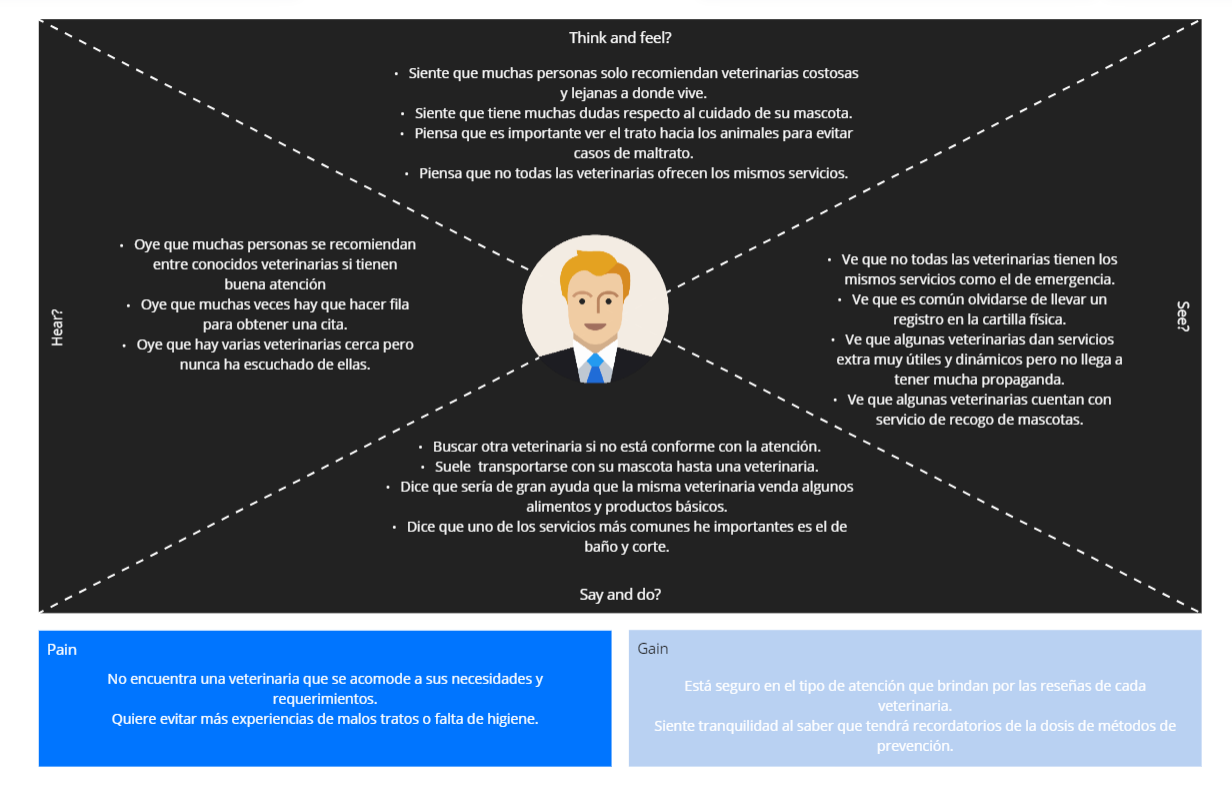 Think and feel?
• Siente que muchas personas solo recomiendan veterinarias costosas
y lejanas a donde vive.
• Siente que tiene muchas dudas respecto al cuidado de su mascota.
• Piensa que es importante ver el trato hacia los animales para evitar
casos de maltrato.
• Piensa que no todas las veterinarias ofrecen los mismos servicios.
Hear?
• Oye que muchas personas se recomiendan
entre conocidos veterinarias si tienen
buena atención
• Oye que muchas veces hay que hacer fila
para obtener una cita.
• Oye que hay varias veterinarias cerca pero
nunca ha escuchado de ellas.
• Ve que no todas las veterinarias tienen los
mismos servicios como el de emergencia.
• Ve que es común olvidarse de llevar un
registro en la cartilla física.
• Ve que algunas veterinarias dan servicios
extra muy útiles y dinámicos pero no llega a
tener mucha propaganda.
• Ve que algunas veterinarias cuentan con
servicio de recogo de mascotas.
See?
• Buscar otra veterinaria si no está conforme con la atención.
• Suele  transportarse con su mascota hasta una veterinaria.
• Dice que sería de gran ayuda que la misma veterinaria venda algunos
alimentos y productos básicos.
• Dice que uno de los servicios más comunes he importantes es el de
baño y corte.
Say and do?
Pain
No encuentra una veterinaria que se acomode a sus necesidades y
requerimientos.
Quiere evitar más experiencias de malos tratos o falta de higiene.
Gain
Está seguro en el tipo de atención que brindan por las reseñas de cada
veterinaria.
Siente tranquilidad al saber que tendrá recordatorios de la dosis de métodos de
prevención.